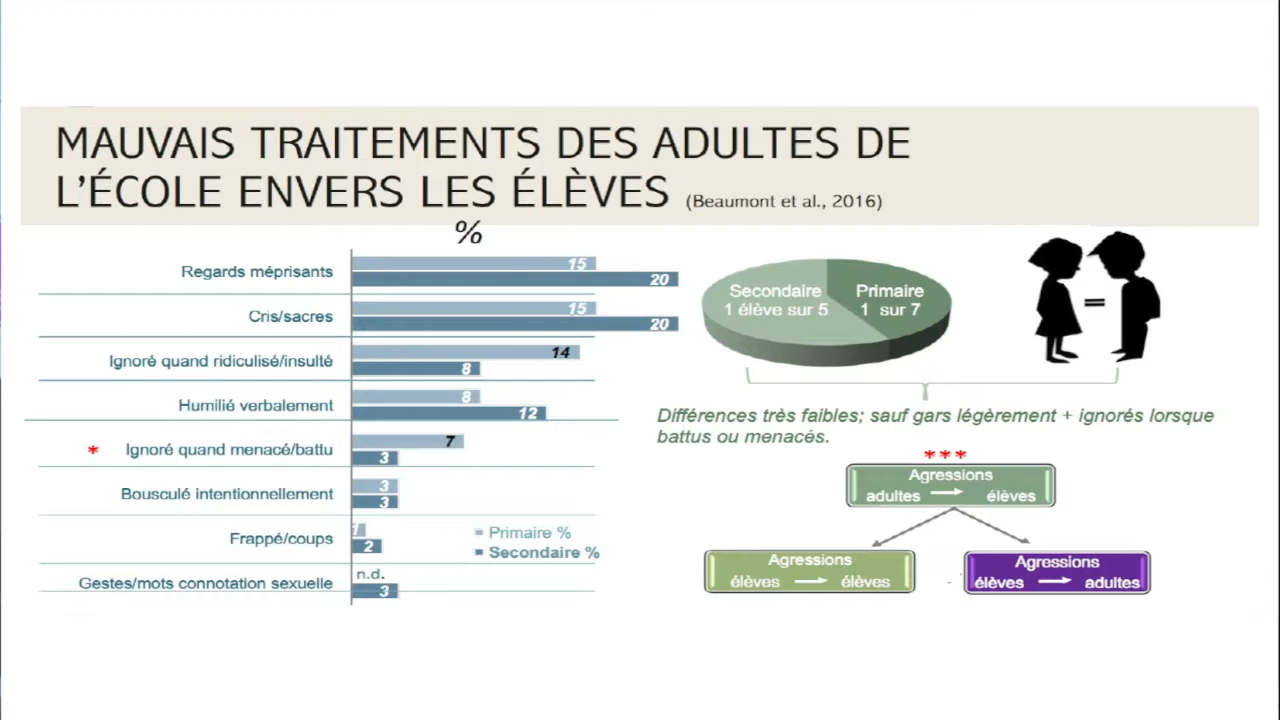 MAUVAIS TRAITEMENTS DES ADULTES DE
L’ÉCOLE ENVERS LES ÉLÈVES (Beaumont et al., 2016)
%
Regards méprisants
15
20
Cris/sacres
15
20
Ignoré quand ridiculisé/insulté
14
8
Humilié verbalement
8
12
* Ignoré quand menacé/battu
7
3
Bousculé intentionnellement
3
3
Frappé/coups
1
2
Gestes/mots connotation sexuelle
n.d.
3
Primaire %
Secondaire %
Secondaire
1 élève sur 5
Primaire
1 sur 7
=
Différences très faibles; sauf gars légèrement + ignorés lorsque
battus ou menacés.
***
Agressions
adultes → élèves
Agressions
élèves → élèves
Agressions
élèves → adultes